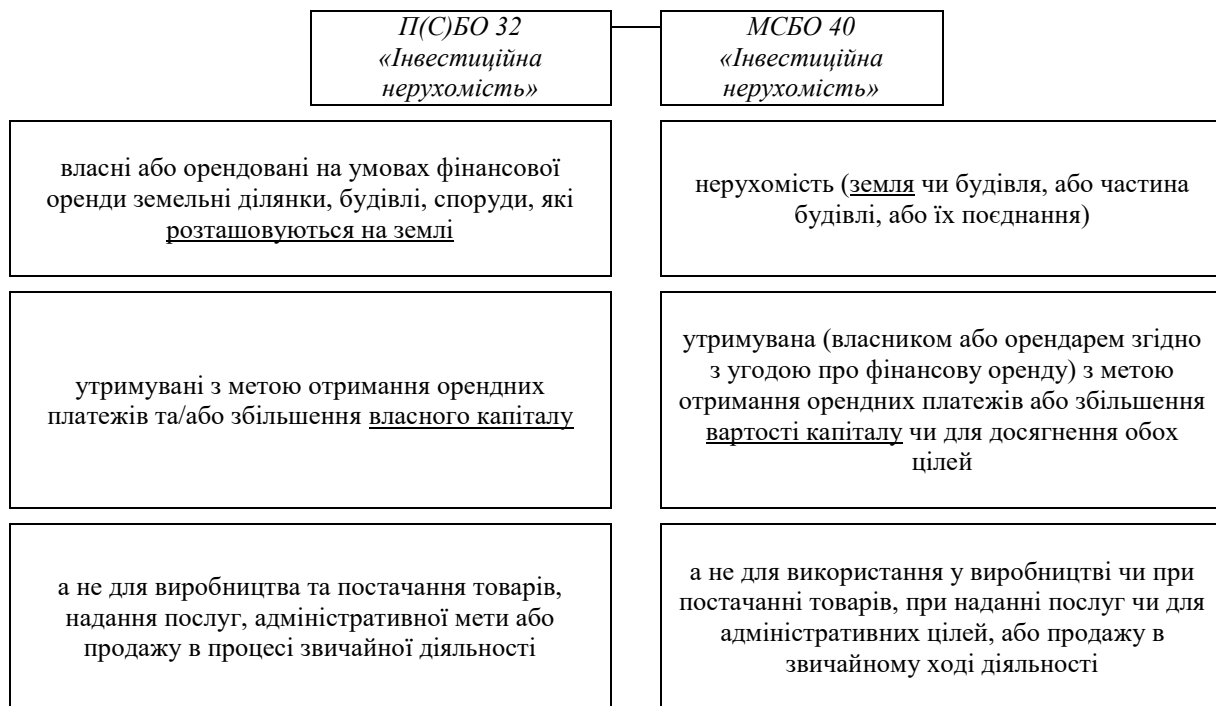 П(С)БО 32
«Інвестиційна
нерухомість»
МСБО 40
«Інвестиційна
нерухомість»
власні або орендовані на умовах фінансової
оренди земельні ділянки, будівлі, споруди, які
розташовуються на землі
нерухомість (земля чи будівля, або частина
будівлі, або їх поєднання)
утримувані з метою отримання орендних
платежів та/або збільшення власного капіталу
утримувана (власником або орендарем згідно
з угодою про фінансову оренду) з метою
отримання орендних платежів або збільшення
вартості капіталу чи для досягнення обох
цілей
а не для виробництва та постачання товарів,
надання послуг, адміністративної мети або
продажу в процесі звичайної діяльності
а не для використання у виробництві чи при
постачанні товарів, при наданні послуг чи для
адміністративних цілей, або продажу в
звичайному ході діяльності